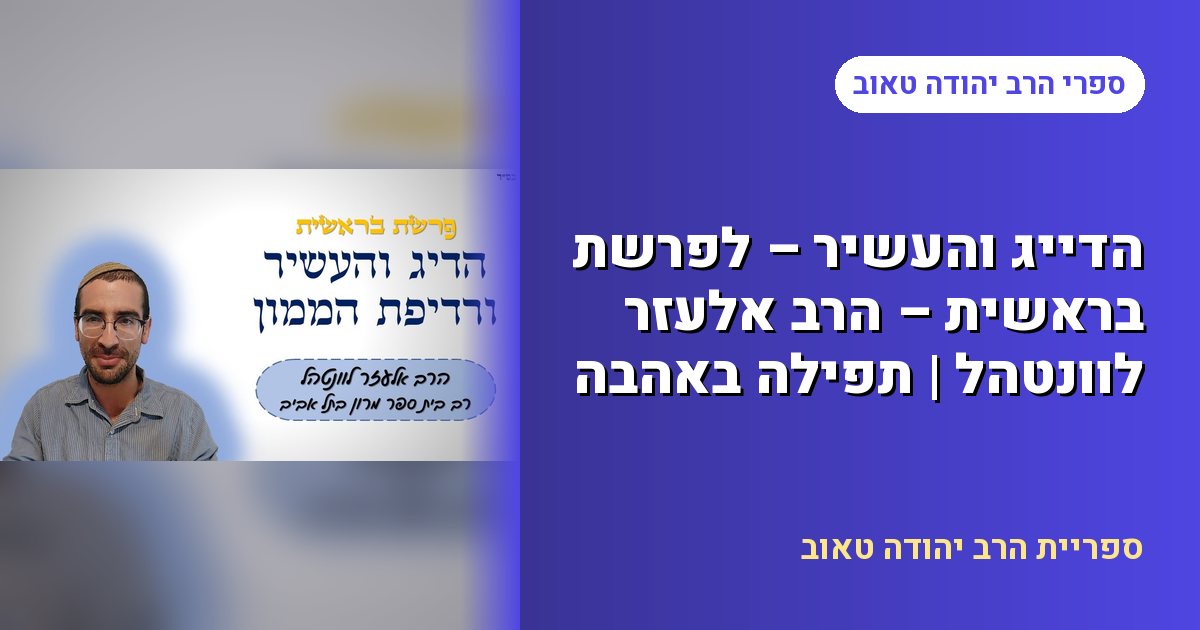 ספרי הרב יהודה טאוב
הדייג והעשיר – לפרשת
בראשית – הרב אלעזר
לוונטהל | תפילה באהבה
ספריית הרב יהודה טאוב
בס״ד
פרשת בראשית
הדיג והעשיר
ורדיפת הממון
הרב אלעזר לוונטהל
רב בית ספר מרון בתל אביב